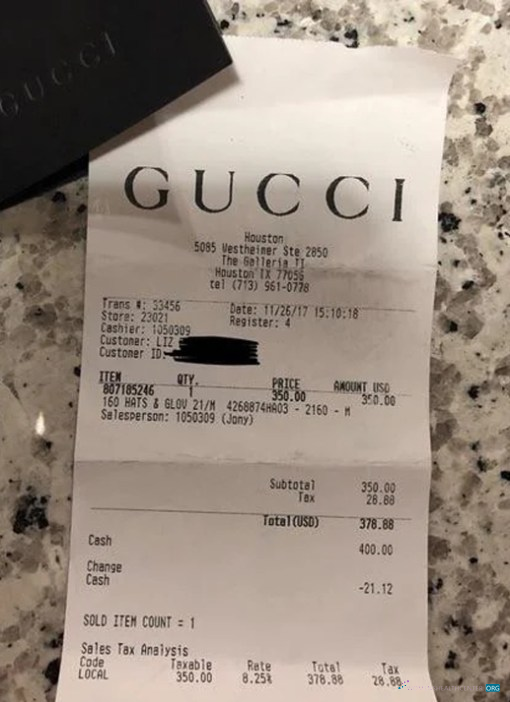 GUCCI
GUCCI
Houston
5085 Westheimer Ste 2850
The Galleria II
Houston TX 77056
tel (713) 961-0778
Trans #: 33456 Date: 11/26/17 15:10:18
Store: 23021 Register: 4
Cashier: 1050309
Customer: LIZ
Customer ID:
ITEM QTY. PRICE AMOUNT USD
807185246 1 350.00 350.00
160 HATS & GLOV 21/M 4268874HA03 - 2160 - M
Salesperson: 1050309 (Jony)
Subtotal 350.00
Tax 28.88
Total(USD) 378.88
Cash 400.00
Change
Cash -21.12
SOLD ITEM COUNT = 1
Sales Tax Analysis
Code Taxable Rate Total Tax
LOCAL 350.00 8.25% 378.88 28.88
.ORG